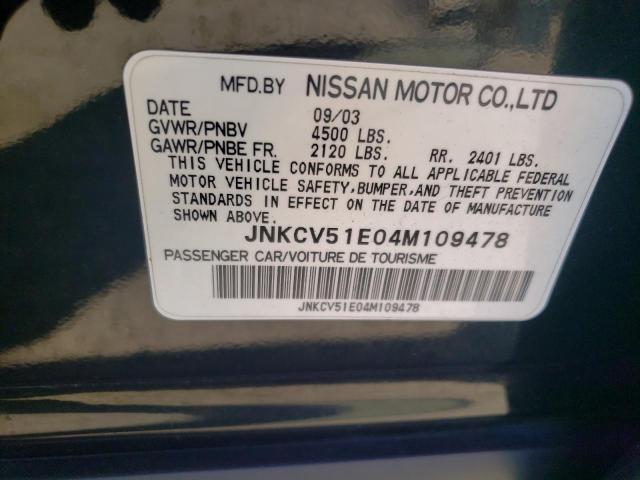 MFD.BY NISSAN MOTOR CO.,LTD
DATE 09/03
GVWR/PNBV 4500 LBS.
GAWR/PNBE FR. 2120 LBS. RR. 2401 LBS.
THIS VEHICLE CONFORMS TO ALL APPLICABLE FEDERAL
MOTOR VEHICLE SAFETY,BUMPER,AND THEFT PREVENTION
STANDARDS IN EFFECT ON THE DATE OF MANUFACTURE
SHOWN ABOVE.
JNKCV51E04M109478
PASSENGER CAR/VOITURE DE TOURISME
JNKCV51E04M109478